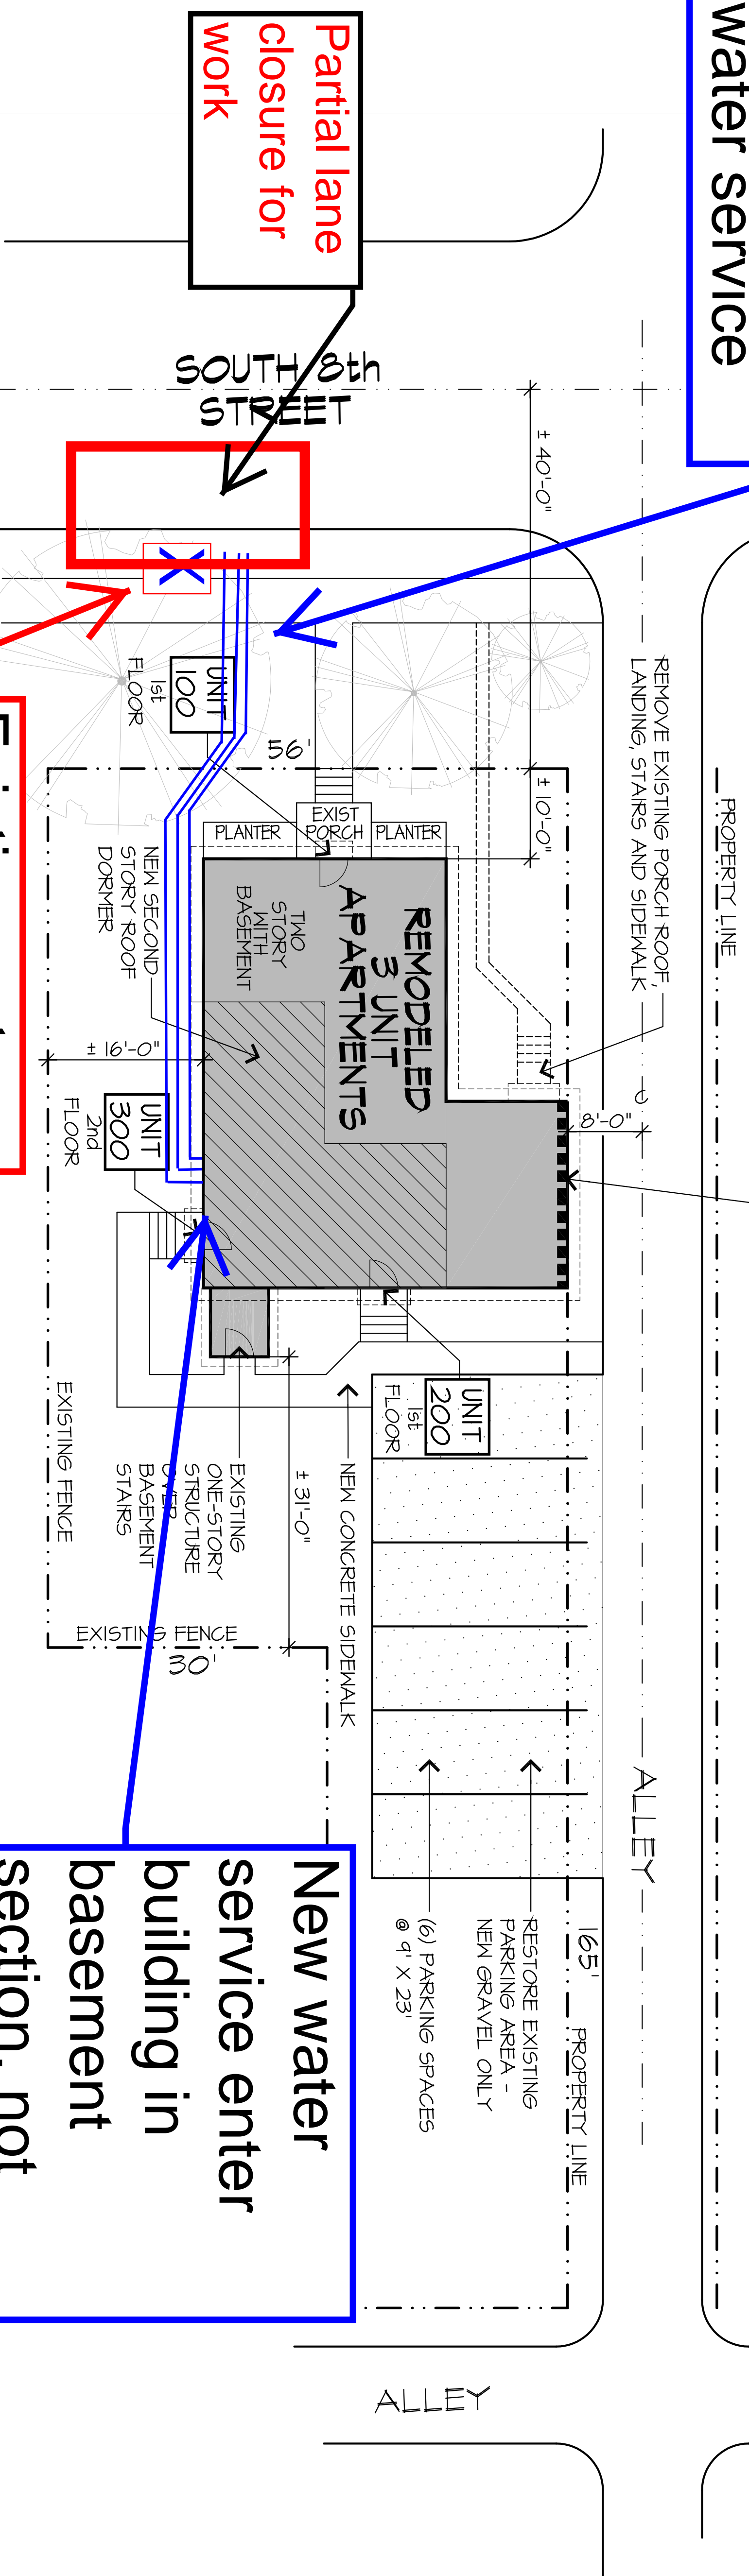 water service
Partial lane
closure for
work
SOUTH 8th
STREET
± 40'-0"
REMOVE EXISTING PORCH ROOF,
LANDING, STAIRS AND SIDEWALK
PROPERTY LINE
UNIT
100
1st
FLOOR
56'
± 10'-0"
PLANTER
EXIST
PORCH
PLANTER
NEW SECOND
STORY ROOF
DORMER
TWO
STORY
WITH
BASEMENT
REMODELED
3 UNIT
APARTMENTS
± 16'-0"
8'-0"
UNIT
300
2nd
FLOOR
UNIT
200
1st
FLOOR
EXISTING FENCE
EXISTING
ONE-STORY
STRUCTURE
OVER
BASEMENT
STAIRS
± 31'-0"
NEW CONCRETE SIDEWALK
EXISTING FENCE
30'
ALLEY
RESTORE EXISTING
PARKING AREA -
NEW GRAVEL ONLY
(6) PARKING SPACES
@ 9' X 23'
165'
PROPERTY LINE
New water
service enter
building in
basement
section, not
ALLEY